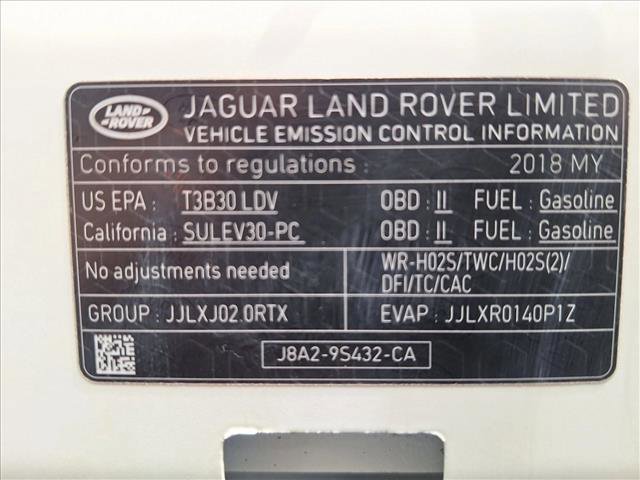 LAND ROVER
JAGUAR LAND ROVER LIMITED
VEHICLE EMISSION CONTROL INFORMATION
Conforms to regulations : 2018 MY
US EPA : T3B30 LDV OBD : II FUEL : Gasoline
California : SULEV30-PC OBD : II FUEL : Gasoline
No adjustments needed
WR-H02S/TWC/H02S(2)/
DFI/TC/CAC
GROUP : JJLXJ02.0RTX EVAP : JJLXR0140P1Z
J8A2-9S432-CA